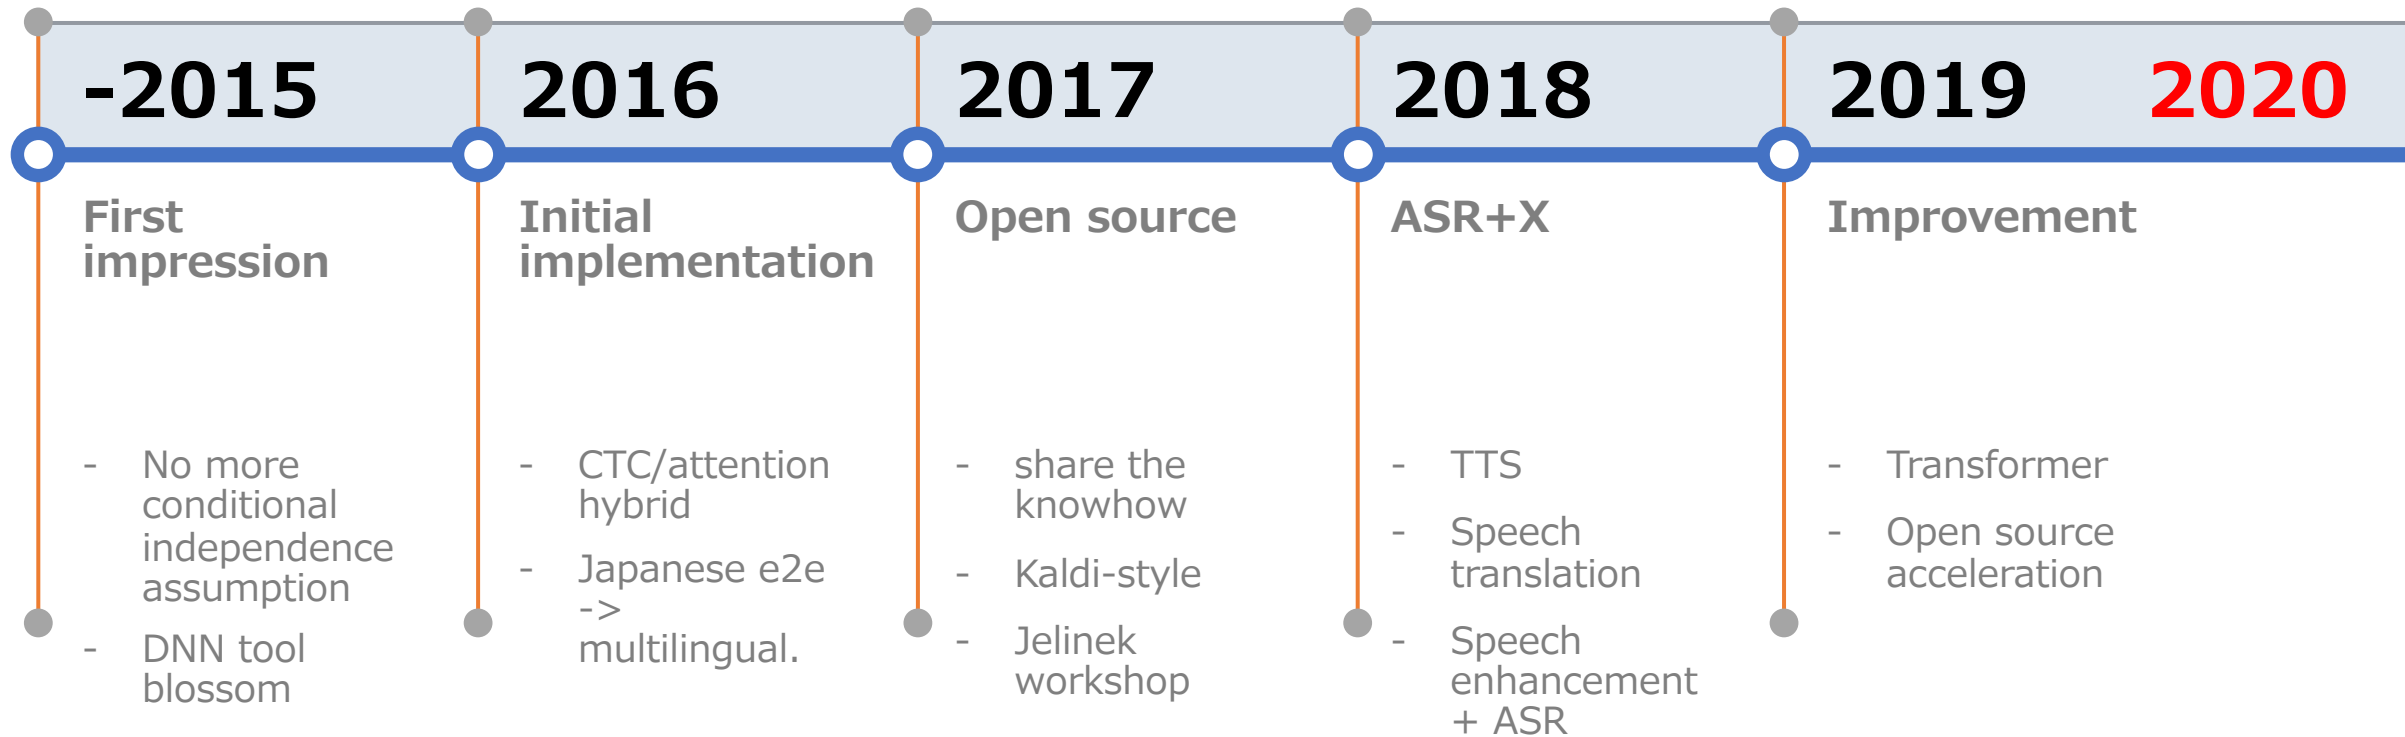 -2015
2016
2017
2018
2019
2020
First
impression
Initial
implementation
Open source
ASR+X
Improvement
- No more
conditional
independence
assumption
- DNN tool
blossom
- CTC/attention
hybrid
- Japanese e2e
->
multilingual.
- share the
knowhow
- Kaldi-style
- Jelinek
workshop
- TTS
- Speech
translation
- Speech
enhancement
+ ASR
- Transformer
- Open source
acceleration